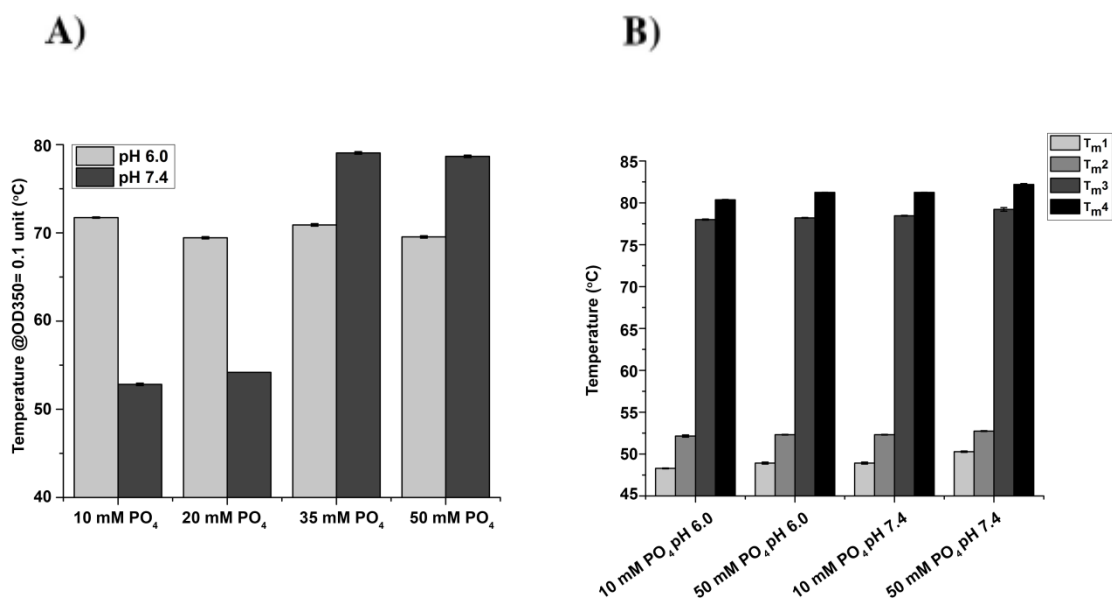 A)
B)
pH 6.0
pH 7.4
Temperature @OD350= 0.1 unit (°C)
80
70
60
50
40
10 mM PO₄
20 mM PO₄
35 mM PO₄
50 mM PO₄
Tm1
Tm2
Tm3
Tm4
Temperature (°C)
85
80
75
70
65
60
55
50
45
10 mM PO₄ pH 6.0
50 mM PO₄ pH 6.0
10 mM PO₄ pH 7.4
50 mM PO₄ pH 7.4